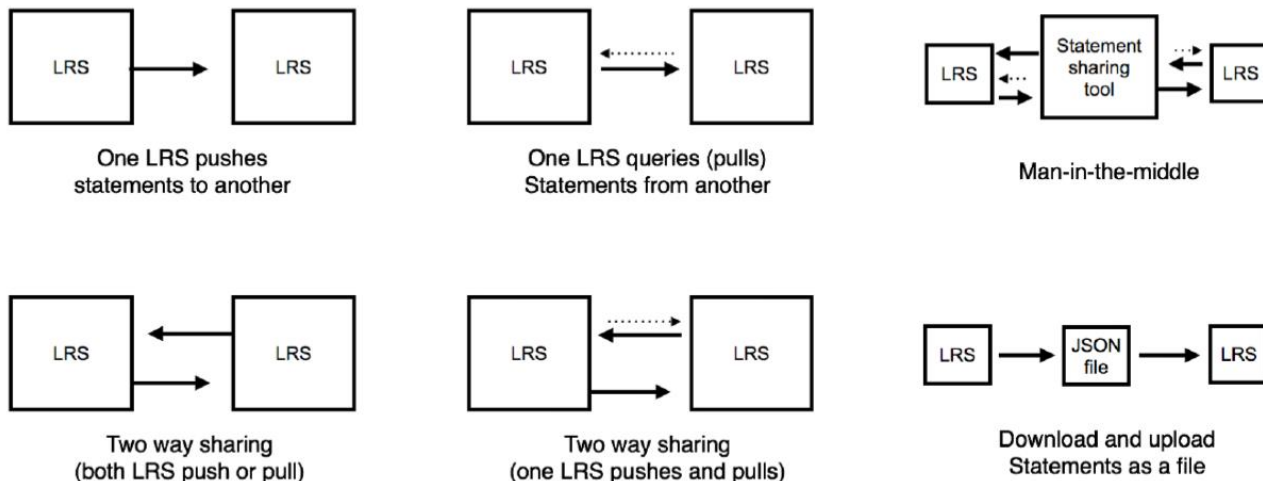 LRS
LRS
One LRS pushes
statements to another
LRS
LRS
One LRS queries (pulls)
Statements from another
LRS
Statement
sharing
tool
LRS
Man-in-the-middle
LRS
LRS
Two way sharing
(both LRS push or pull)
LRS
LRS
Two way sharing
(one LRS pushes and pulls)
LRS
JSON
file
LRS
Download and upload
Statements as a file